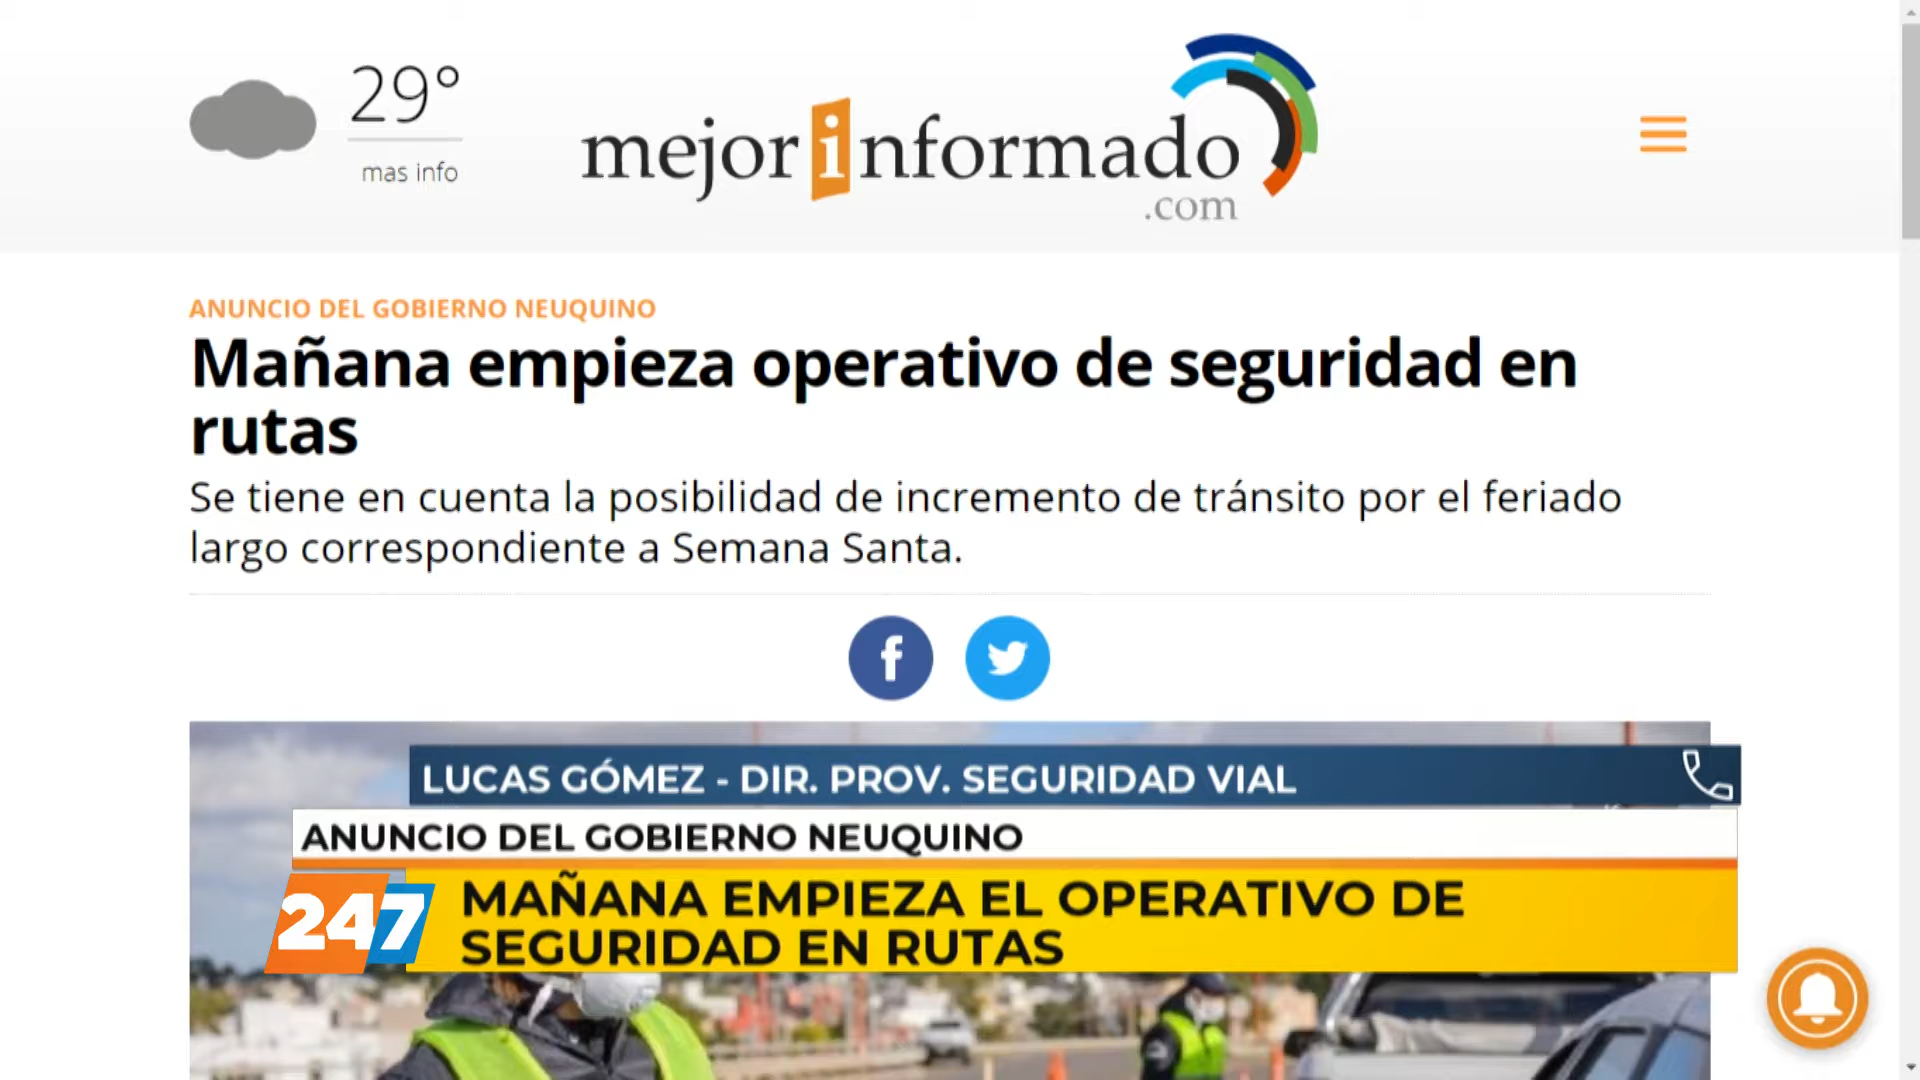 29°
mas info
mejorinformado
.com
ANUNCIO DEL GOBIERNO NEUQUINO
Mañana empieza operativo de seguridad en
rutas
Se tiene en cuenta la posibilidad de incremento de tránsito por el feriado
largo correspondiente a Semana Santa.
LUCAS GÓMEZ - DIR. PROV. SEGURIDAD VIAL
ANUNCIO DEL GOBIERNO NEUQUINO
247
MAÑANA EMPIEZA EL OPERATIVO DE
SEGURIDAD EN RUTAS